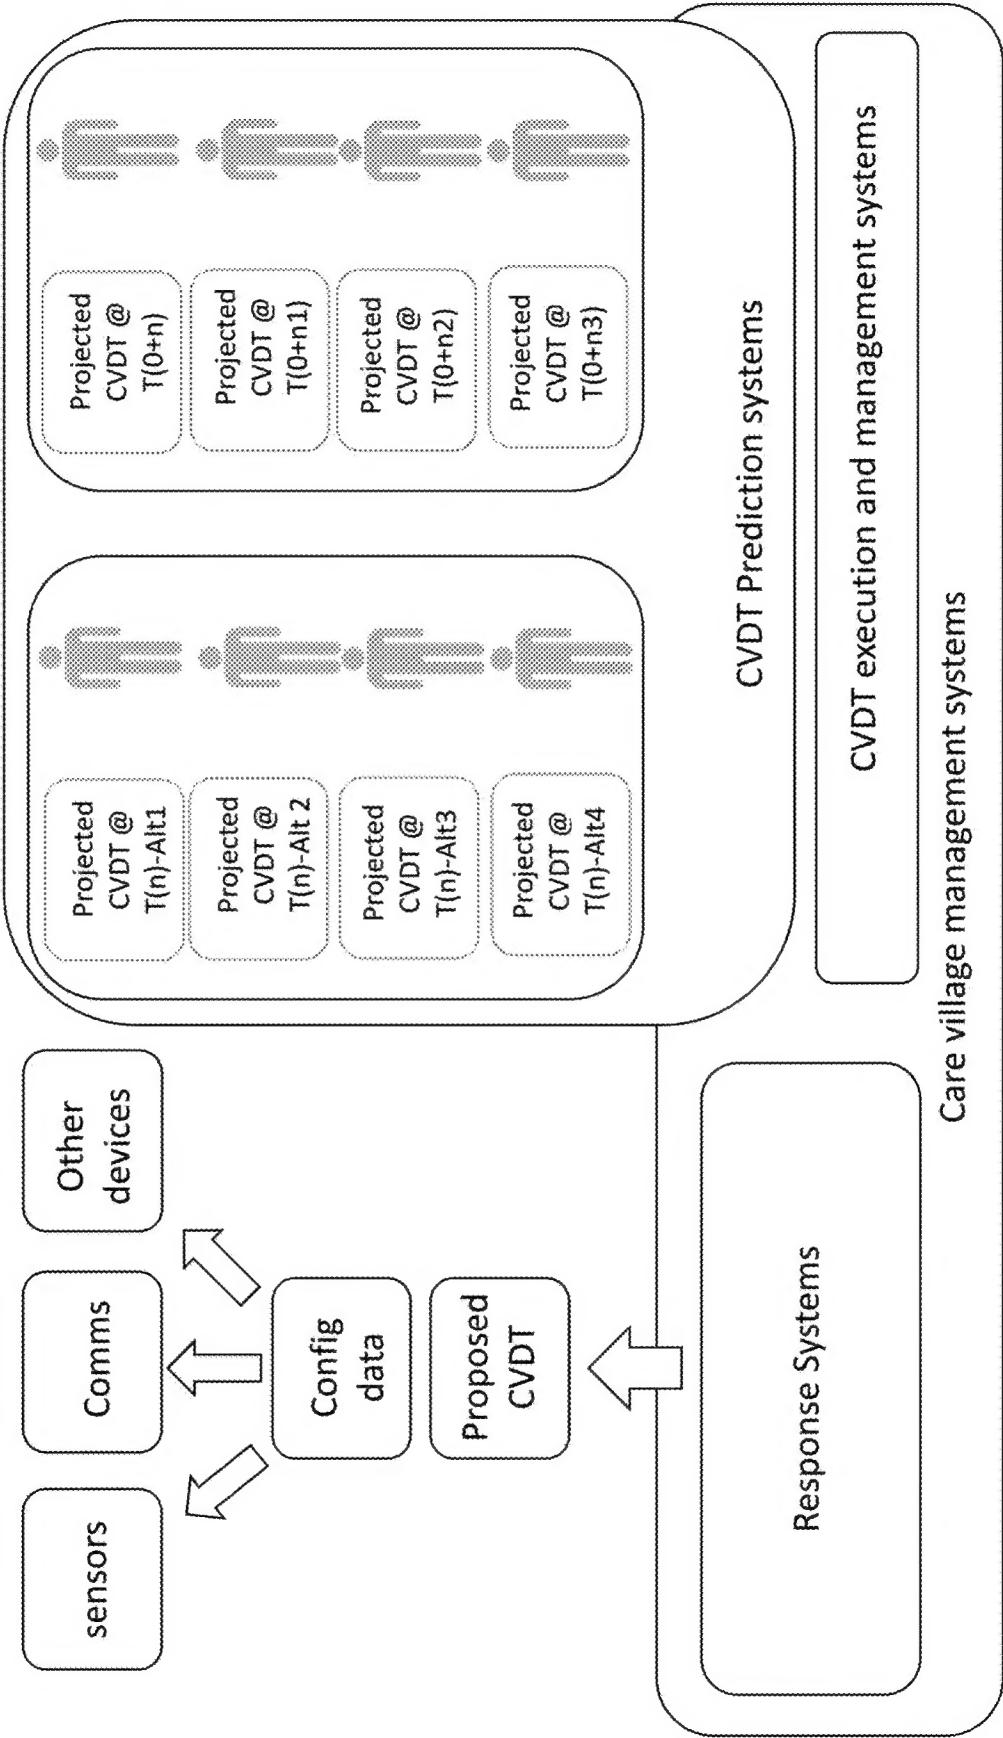 sensors
Comms
Other
devices
Config
data
Proposed
CVDT
Response Systems
Projected
CVDT @
T(n)-Alt1
Projected
CVDT @
T(n)-Alt 2
Projected
CVDT @
T(n)-Alt3
Projected
CVDT @
T(n)-Alt4
Projected
CVDT @
T(0+n)
Projected
CVDT @
T(0+n1)
Projected
CVDT @
T(0+n2)
Projected
CVDT @
T(0+n3)
CVDT Prediction systems
CVDT execution and management systems
Care village management systems